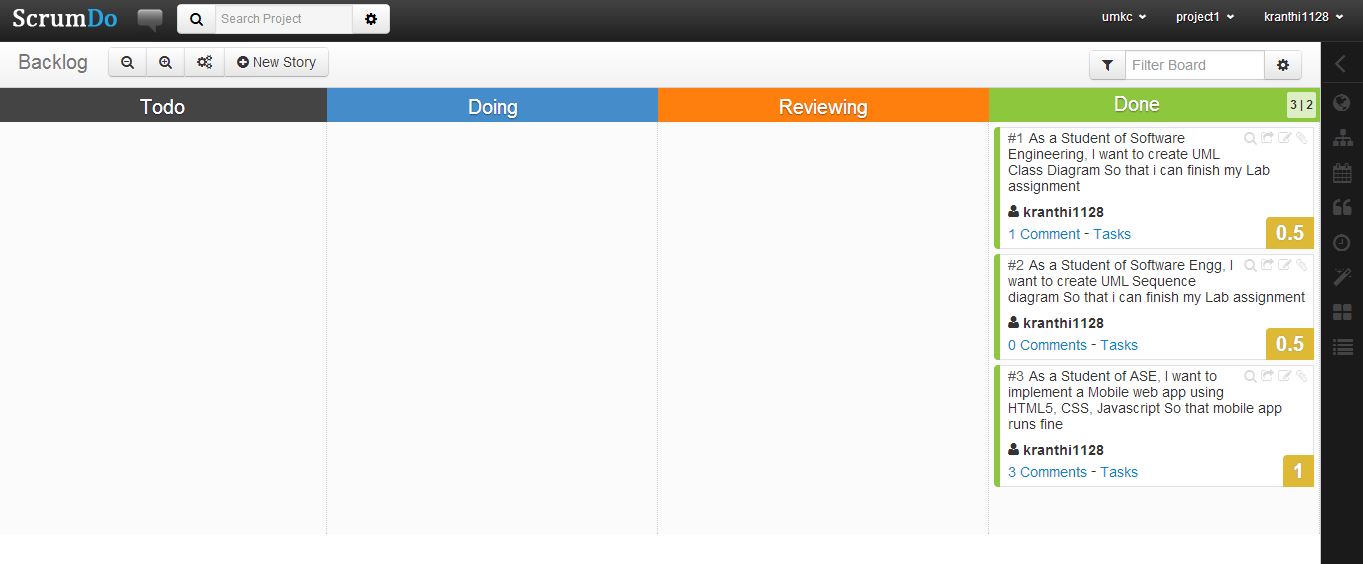 ScrumDo
Search Project
umkc
project1
kranthi1128
Backlog
New Story
Filter Board
Todo
Doing
Reviewing
Done
3 | 2
#1 As a Student of Software
Engineering, I want to create UML
Class Diagram So that i can finish my Lab
assignment
kranthi1128
1 Comment - Tasks
0.5
#2 As a Student of Software Engg, I
want to create UML Sequence
diagram So that i can finish my Lab assignment
kranthi1128
0 Comments - Tasks
0.5
#3 As a Student of ASE, I want to
implement a Mobile web app using
HTML5, CSS, Javascript So that mobile app
runs fine
kranthi1128
3 Comments - Tasks
1